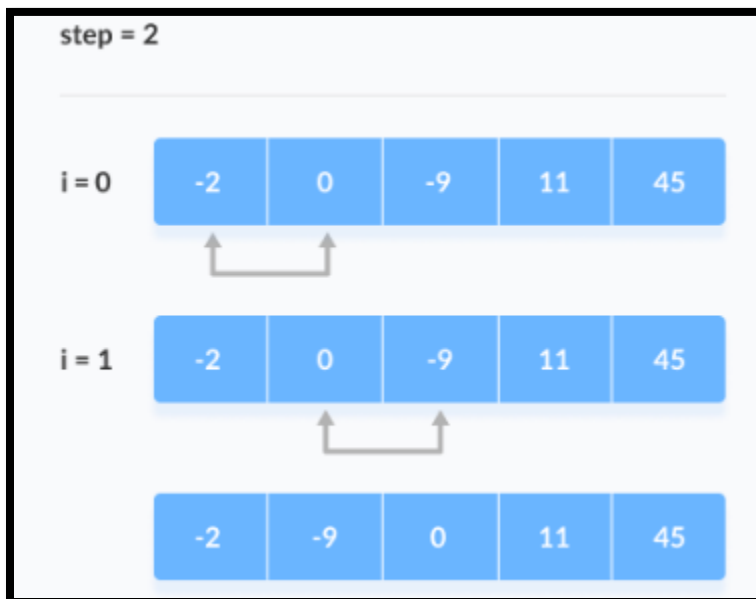 step = 2
i = 0 -2 0 -9 11 45
i = 1 -2 0 -9 11 45
-2 -9 0 11 45